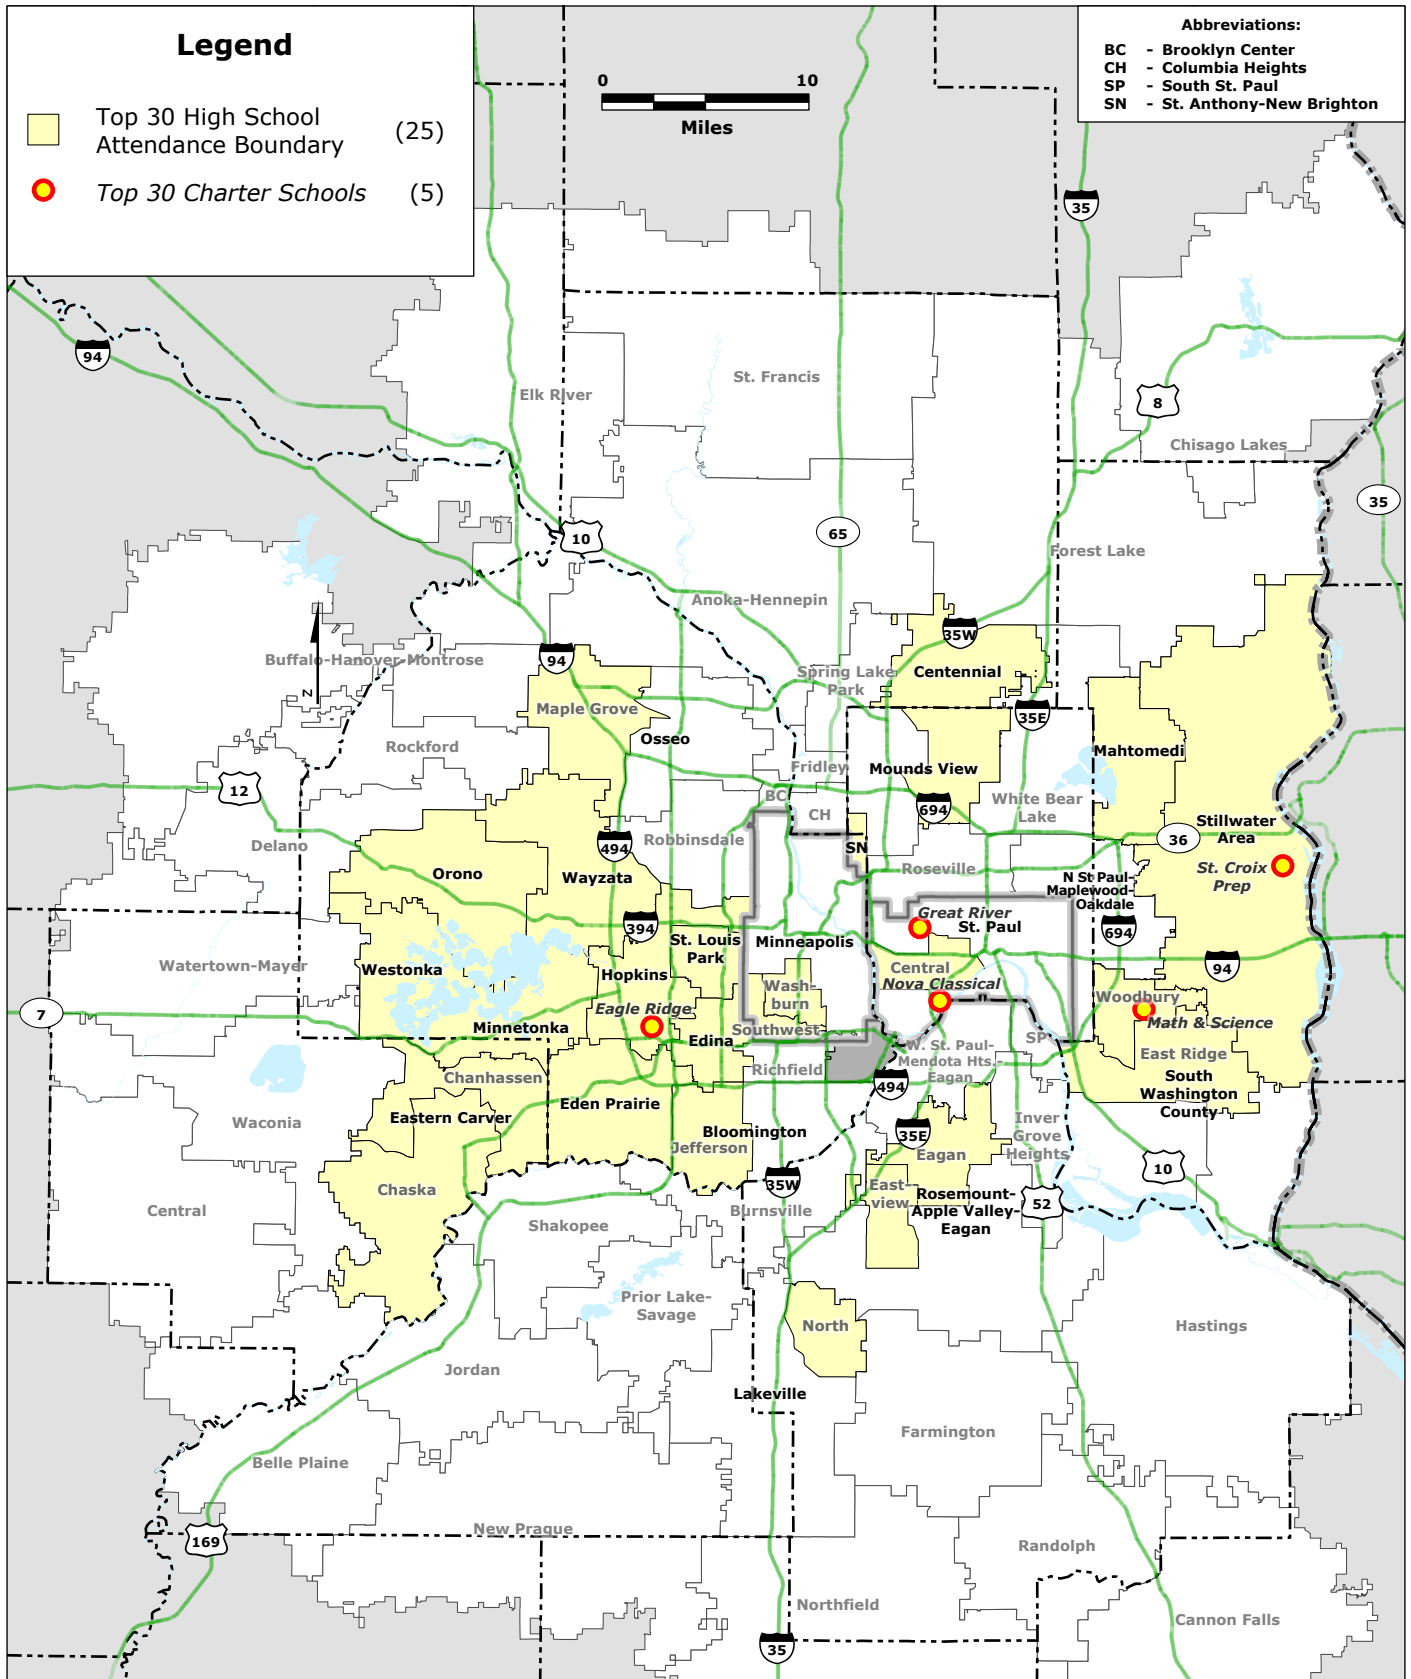 Legend
Top 30 High School
Attendance Boundary
(25)
Top 30 Charter Schools
(5)
0
10
Miles
Abbreviations:
BC - Brooklyn Center
CH - Columbia Heights
SP - South St. Paul
SN - St. Anthony-New Brighton
35
94
8
Elk River
St. Francis
Chisago Lakes
35
10
65
Forest Lake
Anoka-Hennepin
35W
Buffalo-Hanover-Montrose
94
Centennial
Spring Lake
Park
N
Maple Grove
35E
Osseo
Rockford
Mahtomedi
Fridley
Mounds View
12
BC
694
White Bear
Lake
CH
Stillwater
Area
36
Delano
494
Robbinsdale
SN
Roseville
St. Croix
Prep
Orono
Wayzata
N St Paul-
Maplewood-
Oakdale
Great River
St. Paul
394
694
St. Louis
Park
Minneapolis
Watertown-Mayer
Westonka
Hopkins
Central
94
Nova Classical
Wash-
burn
Woodbury
7
Eagle Ridge
Math & Science
Minnetonka
Southwest
Edina
SP
W. St. Paul-
Mendota Hts.-
Eagan
East Ridge
Richfield
Chanhassen
494
South
Washington
County
Eden Prairie
Eastern Carver
Waconia
Inver
Grove
Heights
Bloomington
35E
Jefferson
Eagan
10
Chaska
35W
East-
view
Rosemount-
Apple Valley-
Eagan
52
Central
Burnsville
Shakopee
Prior Lake-
Savage
North
Hastings
Jordan
Lakeville
Farmington
Belle Plaine
New Prague
169
Randolph
Northfield
Cannon Falls
35